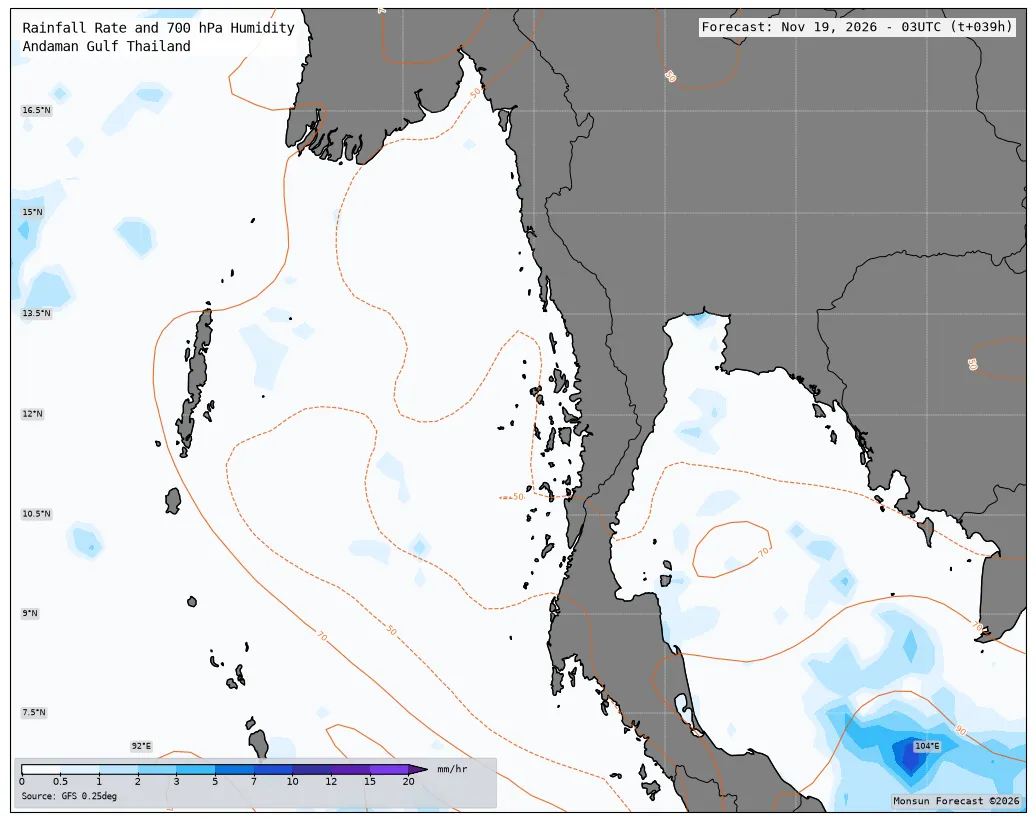 Rainfall Rate and 700 hPa Humidity
Andaman Gulf Thailand
Forecast: Nov 19, 2026 - 03UTC (t+039h)
50
50
16.5°N
15°N
13.5°N
50
12°N
50
10.5°N
70
9°N
70
50
70
7.5°N
90
92°E
104°E
mm/hr
0 0.5 1 2 3 5 7 10 12 15 20
Source: GFS 0.25deg
Monsun Forecast ©2026